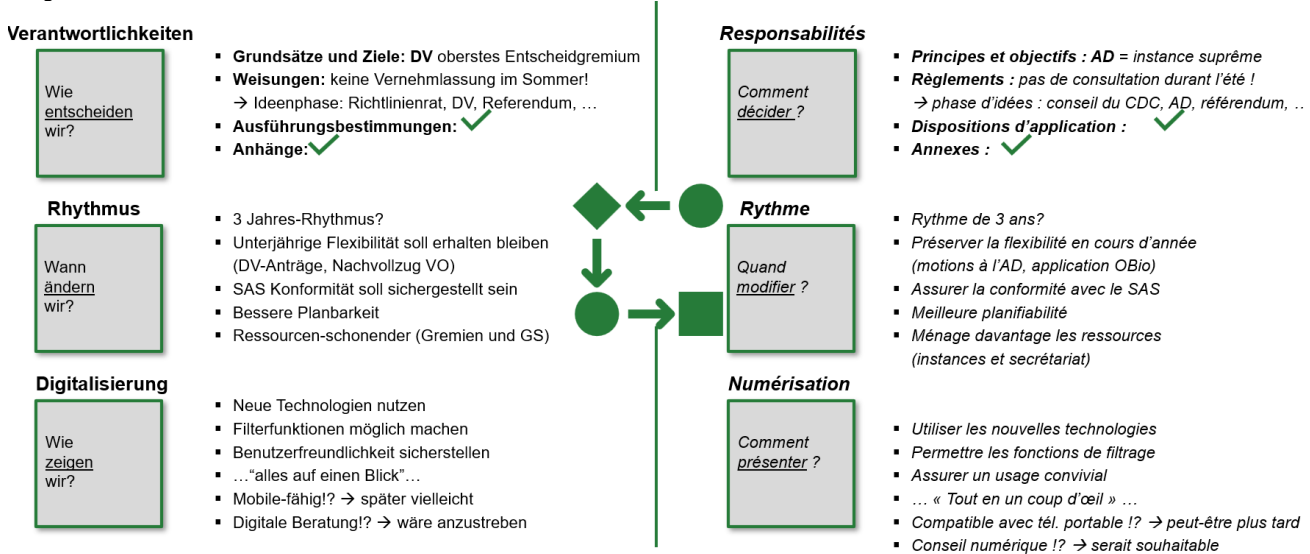 Verantwortlichkeiten
Wie
entscheiden
wir?
▪ Grundsätze und Ziele: DV oberstes Entscheidgremium
▪ Weisungen: keine Vernehmlassung im Sommer!
→ Ideenphase: Richtlinienrat, DV, Referendum, …
▪ Ausführungsbestimmungen: ✓
▪ Anhänge: ✓
Rhythmus
Wann
ändern
wir?
▪ 3 Jahres-Rhythmus?
▪ Unterjährige Flexibilität soll erhalten bleiben
(DV-Anträge, Nachvollzug VO)
▪ SAS Konformität soll sichergestellt sein
▪ Bessere Planbarkeit
▪ Ressourcen-schonender (Gremien und GS)
Digitalisierung
Wie
zeigen
wir?
▪ Neue Technologien nutzen
▪ Filterfunktionen möglich machen
▪ Benutzerfreundlichkeit sicherstellen
▪ …“alles auf einen Blick”…
▪ Mobile-fähig!? → später vielleicht
▪ Digitale Beratung!? → wäre anzustreben
Responsabilités
Comment
décider ?
▪ Principes et objectifs : AD = instance suprême
▪ Règlements : pas de consultation durant l’été !
→ phase d’idées : conseil du CDC, AD, référendum, …
▪ Dispositions d’application : ✓
▪ Annexes : ✓
Rythme
Quand
modifier ?
▪ Rythme de 3 ans?
▪ Préserver la flexibilité en cours d’année
(motions à l’AD, application OBio)
▪ Assurer la conformité avec le SAS
▪ Meilleure planifiabilité
▪ Ménage davantage les ressources
(instances et secrétariat)
Numérisation
Comment
présenter ?
▪ Utiliser les nouvelles technologies
▪ Permettre les fonctions de filtrage
▪ Assurer un usage convivial
▪ … « Tout en un coup d’œil » …
▪ Compatible avec tél. portable !? → peut-être plus tard
▪ Conseil numérique !? → serait souhaitable